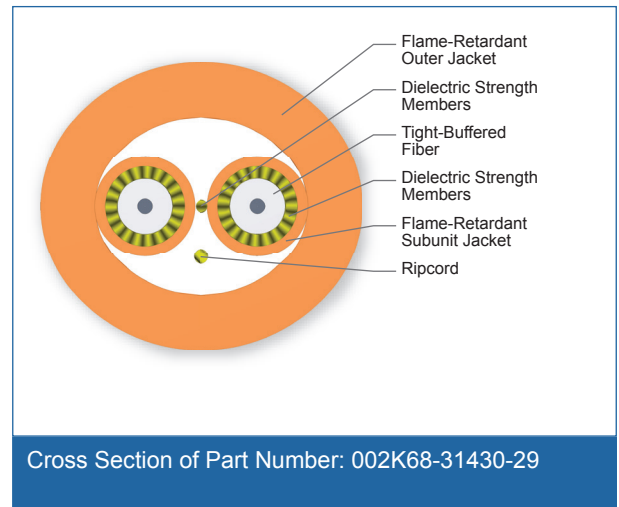 Flame-Retardant
Outer Jacket
Dielectric Strength
Members
Tight-Buffered
Fiber
Dielectric Strength
Members
Flame-Retardant
Subunit Jacket
Ripcord
Cross Section of Part Number: 002K68-31430-29